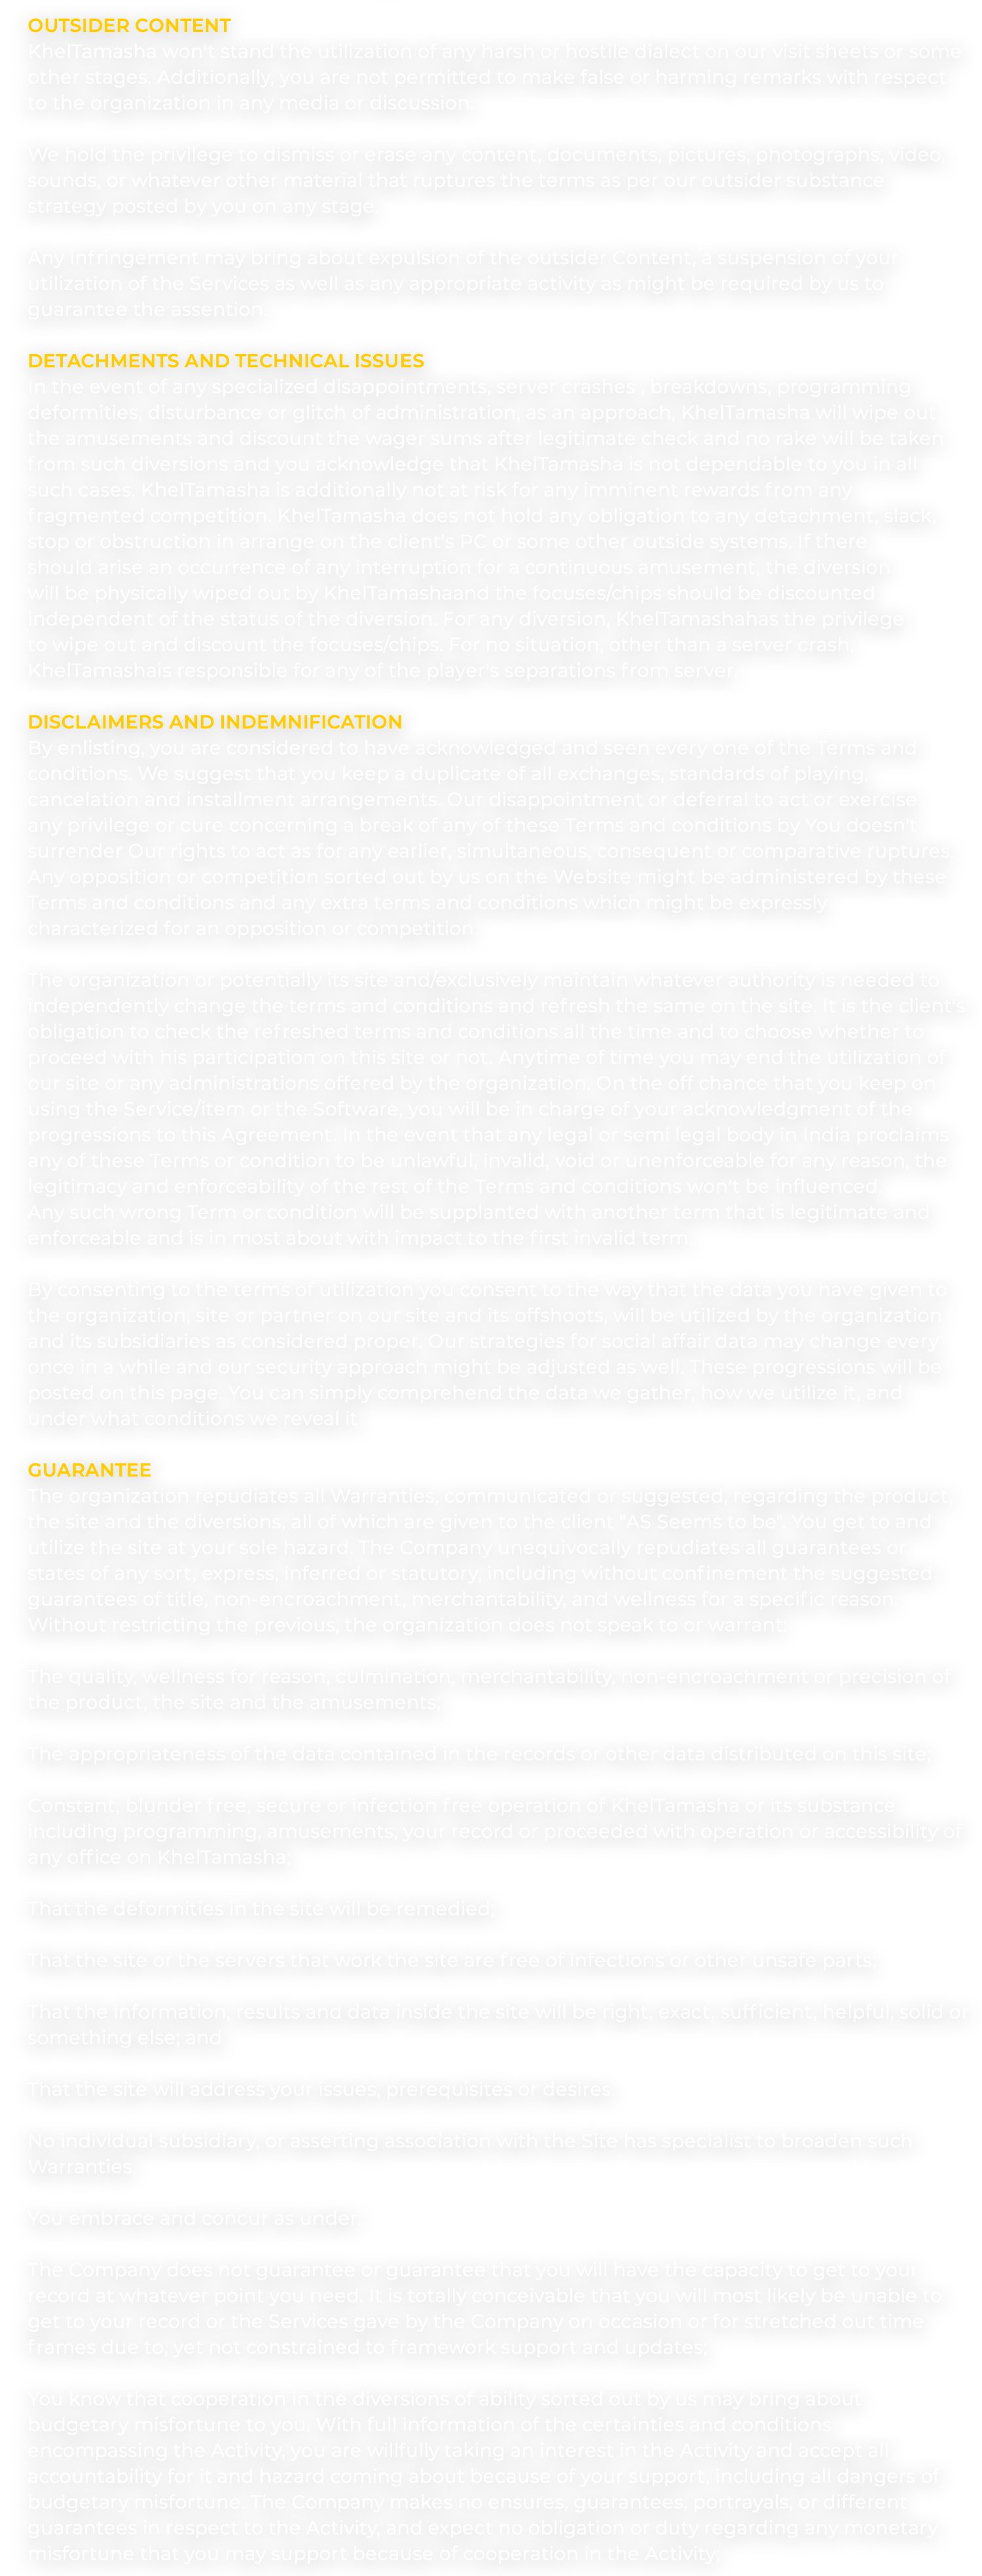 OUTSIDER CONTENT
KhelTamasha won't stand the utilization of any harsh or hostile dialect on our visit sheets or some
other stages. Additionally, you are not permitted to make false or harming remarks with respect
to the organization in any media or discussion.
We hold the privilege to dismiss or erase any content, documents, pictures, photographs, video,
sounds, or whatever other material that ruptures the terms as per our outsider substance
strategy posted by you on any stage.
Any infringement may bring about expulsion of the outsider Content, a suspension of your
utilization of the Services as well as any appropriate activity as might be required by us to
guarantee the assention.
DETACHMENTS AND TECHNICAL ISSUES
In the event of any specialized disappointments, server crashes , breakdowns, programming
deformities, disturbance or glitch of administration, as an approach, KhelTamasha will wipe out
the amusements and discount the wager sums after legitimate check and no rake will be taken
from such diversions and you acknowledge that KhelTamasha is not dependable to you in all
such cases. KhelTamasha is additionally not at risk for any imminent rewards from any
fragmented competition. KhelTamasha does not hold any obligation to any detachment, slack,
stop or obstruction in arrange on the client's PC or some other outside systems. If there
should arise an occurrence of any interruption for a continuous amusement, the diversion
will be physically wiped out by KhelTamashaand the focuses/chips should be discounted
independent of the status of the diversion. For any diversion, KhelTamashahas the privilege
to wipe out and discount the focuses/chips. For no situation, other than a server crash,
KhelTamashais responsible for any of the player's separations from server.
DISCLAIMERS AND INDEMNIFICATION
By enlisting, you are considered to have acknowledged and seen every one of the Terms and
conditions. We suggest that you keep a duplicate of all exchanges, standards of playing,
cancelation and installment arrangements. Our disappointment or deferral to act or exercise
any privilege or cure concerning a break of any of these Terms and conditions by You doesn't
surrender Our rights to act as for any earlier, simultaneous, consequent or comparative ruptures.
Any opposition or competition sorted out by us on the Website might be administered by these
Terms and conditions and any extra terms and conditions which might be expressly
characterized for an opposition or competition.
The organization or potentially its site and/exclusively maintain whatever authority is needed to
independently change the terms and conditions and refresh the same on the site. It is the client's
obligation to check the refreshed terms and conditions all the time and to choose whether to
proceed with his participation on this site or not. Anytime of time you may end the utilization of
our site or any administrations offered by the organization. On the off chance that you keep on
using the Service/item or the Software, you will be in charge of your acknowledgment of the
progressions to this Agreement. In the event that any legal or semi legal body in India proclaims
any of these Terms or condition to be unlawful, invalid, void or unenforceable for any reason, the
legitimacy and enforceability of the rest of the Terms and conditions won't be influenced.
Any such wrong Term or condition will be supplanted with another term that is legitimate and
enforceable and is in most about with impact to the first invalid term.
By consenting to the terms of utilization you consent to the way that the data you have given to
the organization, site or partner on our site and its offshoots, will be utilized by the organization
and its subsidiaries as considered proper. Our strategies for social affair data may change every
once in a while and our security approach might be adjusted as well. These progressions will be
posted on this page. You can simply comprehend the data we gather, how we utilize it, and
under what conditions we reveal it.
GUARANTEE
The organization repudiates all Warranties, communicated or suggested, regarding the product,
the site and the diversions, all of which are given to the client "AS Seems to be". You get to and
utilize the site at your sole hazard. The Company unequivocally repudiates all guarantees or
states of any sort, express, inferred or statutory, including without confinement the suggested
guarantees of title, non-encroachment, merchantability, and wellness for a specific reason.
Without restricting the previous, the organization does not speak to or warrant:
The quality, wellness for reason, culmination, merchantability, non-encroachment or precision of
the product, the site and the amusements;
The appropriateness of the data contained in the records or other data distributed on this site;
Constant, blunder free, secure or infection free operation of KhelTamasha or its substance
including programming, amusements, your record or proceeded with operation or accessibility of
any office on KhelTamasha;
That the deformities in the site will be remedied;
That the site or the servers that work the site are free of infections or other unsafe parts;
That the information, results and data inside the site will be right, exact, sufficient, helpful, solid or
something else; and
That the site will address your issues, prerequisites or desires.
No individual subsidiary, or asserting association with the Site has specialist to broaden such
Warranties.
You embrace and concur as under:
The Company does not guarantee or guarantee that you will have the capacity to get to your
record at whatever point you need. It is totally conceivable that you will most likely be unable to
get to your record or the Services gave by the Company on occasion or for stretched out time
frames due to, yet not constrained to framework support and updates;
You know that cooperation in the diversions of ability sorted out by us may bring about
budgetary misfortune to you. With full information of the certainties and conditions
encompassing the Activity, you are willfully taking an interest in the Activity and accept all
accountability for it and hazard coming about because of your support, including all dangers of
budgetary misfortune. The Company makes no ensures, guarantees, portrayals, or different
guarantees in respect to the Activity, and expect no obligation or duty regarding any monetary
misfortune that you may support because of cooperation in the Activity;